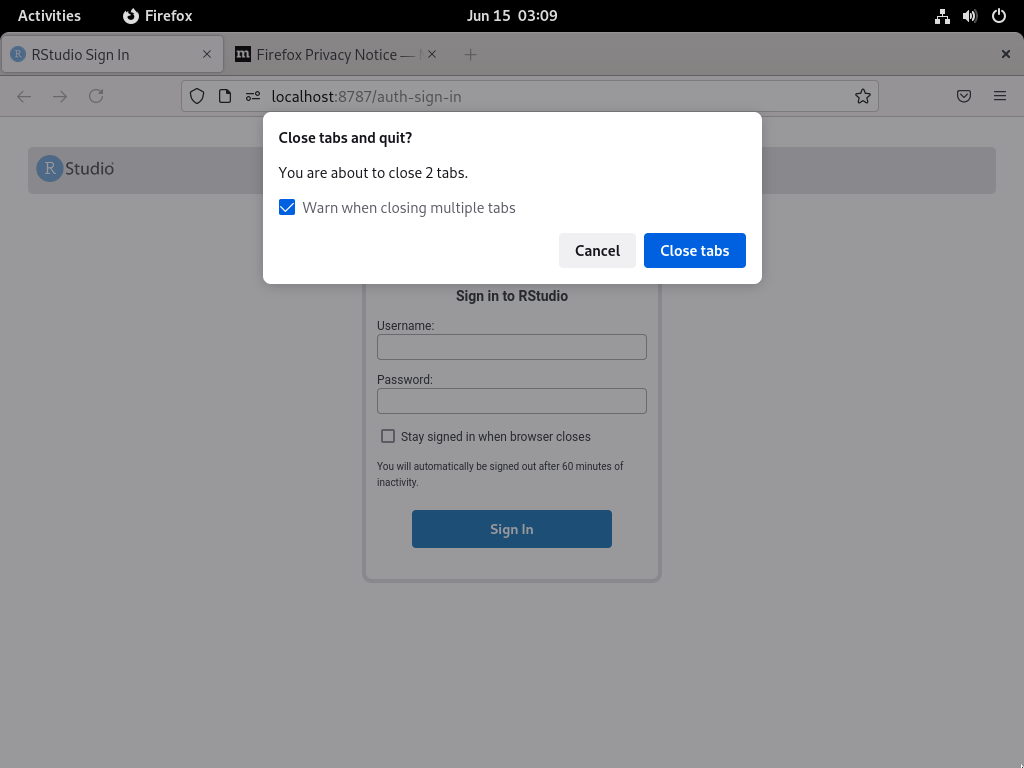 Activities Firefox Jun 15 03:09
RStudio Sign In Firefox Privacy Notice —
localhost:8787/auth-sign-in
R Studio
Close tabs and quit?
You are about to close 2 tabs.
Warn when closing multiple tabs
Cancel Close tabs
Sign in to RStudio
Username:
Password:
Stay signed in when browser closes
You will automatically be signed out after 60 minutes of
inactivity.
Sign In